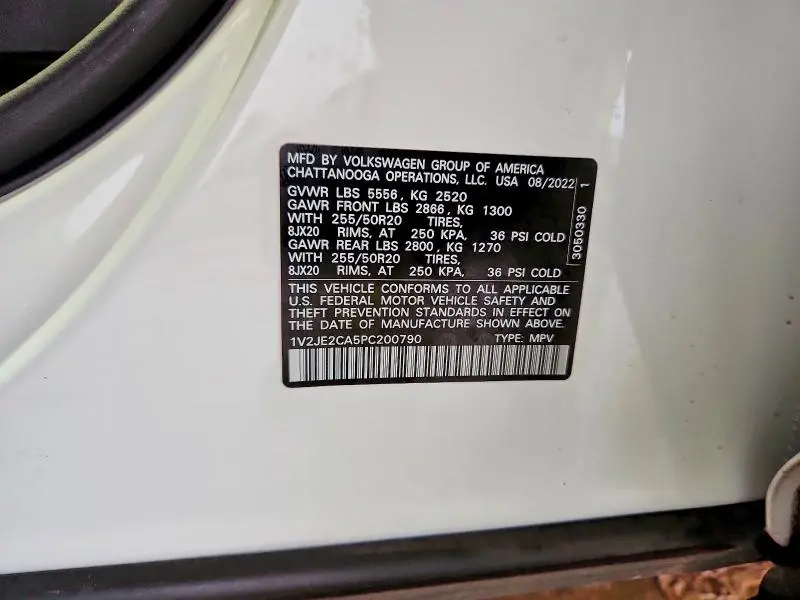 MFD BY VOLKSWAGEN GROUP OF AMERICA
CHATTANOOGA OPERATIONS, LLC. USA 08/2022
GVWR LBS 5556, KG 2520
GAWR FRONT LBS 2866, KG 1300
WITH 255/50R20 TIRES,
8JX20 RIMS, AT 250 KPA, 36 PSI COLD
GAWR REAR LBS 2800, KG 1270
WITH 255/50R20 TIRES,
8JX20 RIMS, AT 250 KPA, 36 PSI COLD
3050330 1
THIS VEHICLE CONFORMS TO ALL APPLICABLE
U.S. FEDERAL MOTOR VEHICLE SAFETY AND
THEFT PREVENTION STANDARDS IN EFFECT ON
THE DATE OF MANUFACTURE SHOWN ABOVE.
1V2JE2CA5PC200790 TYPE: MPV